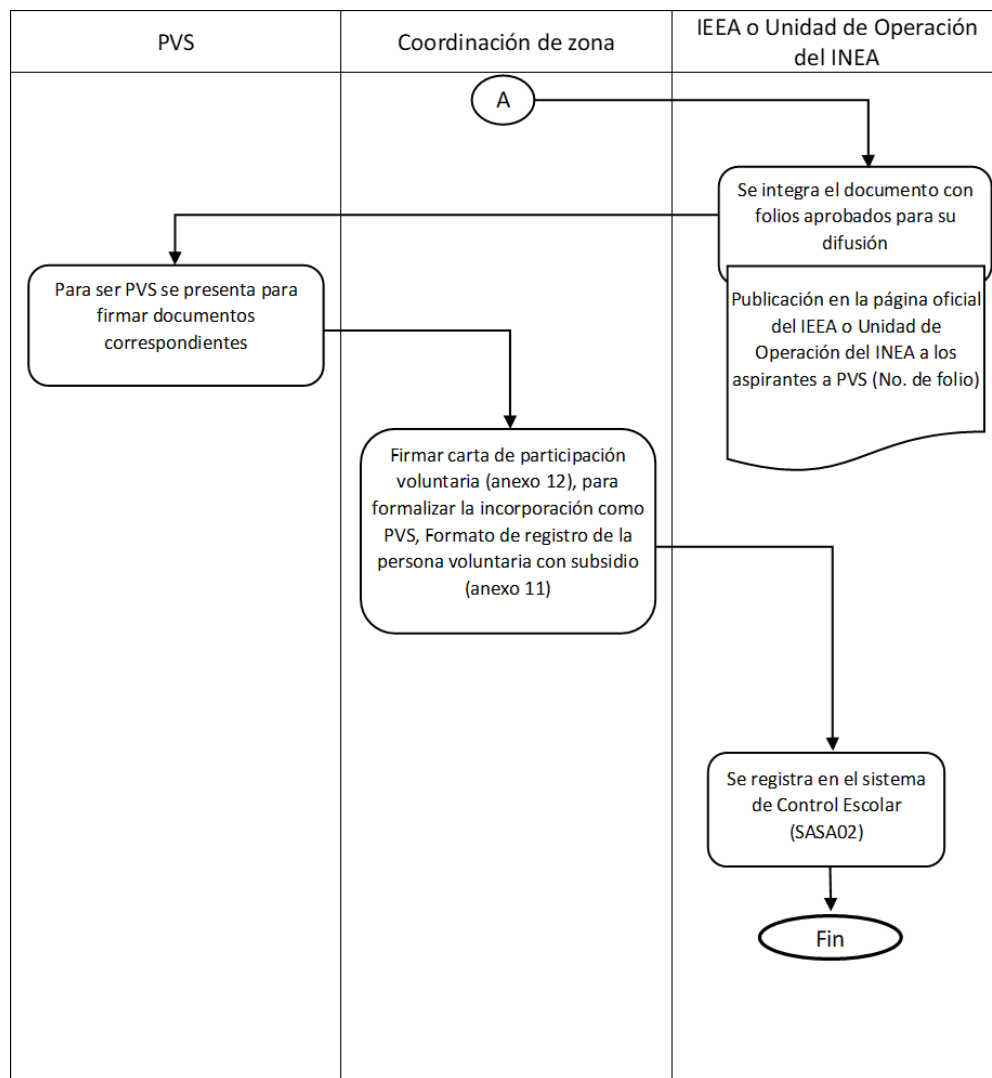 PVS
Coordinación de zona
IEEA o Unidad de Operación
del INEA
A
Se integra el documento con
folios aprobados para su
difusión
Publicación en la página oficial
del IEEA o Unidad de
Operación del INEA a los
aspirantes a PVS (No. de folio)
Para ser PVS se presenta para
firmar documentos
correspondientes
Firmar carta de participación
voluntaria (anexo 12), para
formalizar la incorporación como
PVS, Formato de registro de la
persona voluntaria con subsidio
(anexo 11)
Se registra en el sistema
de Control Escolar
(SASA02)
Fin